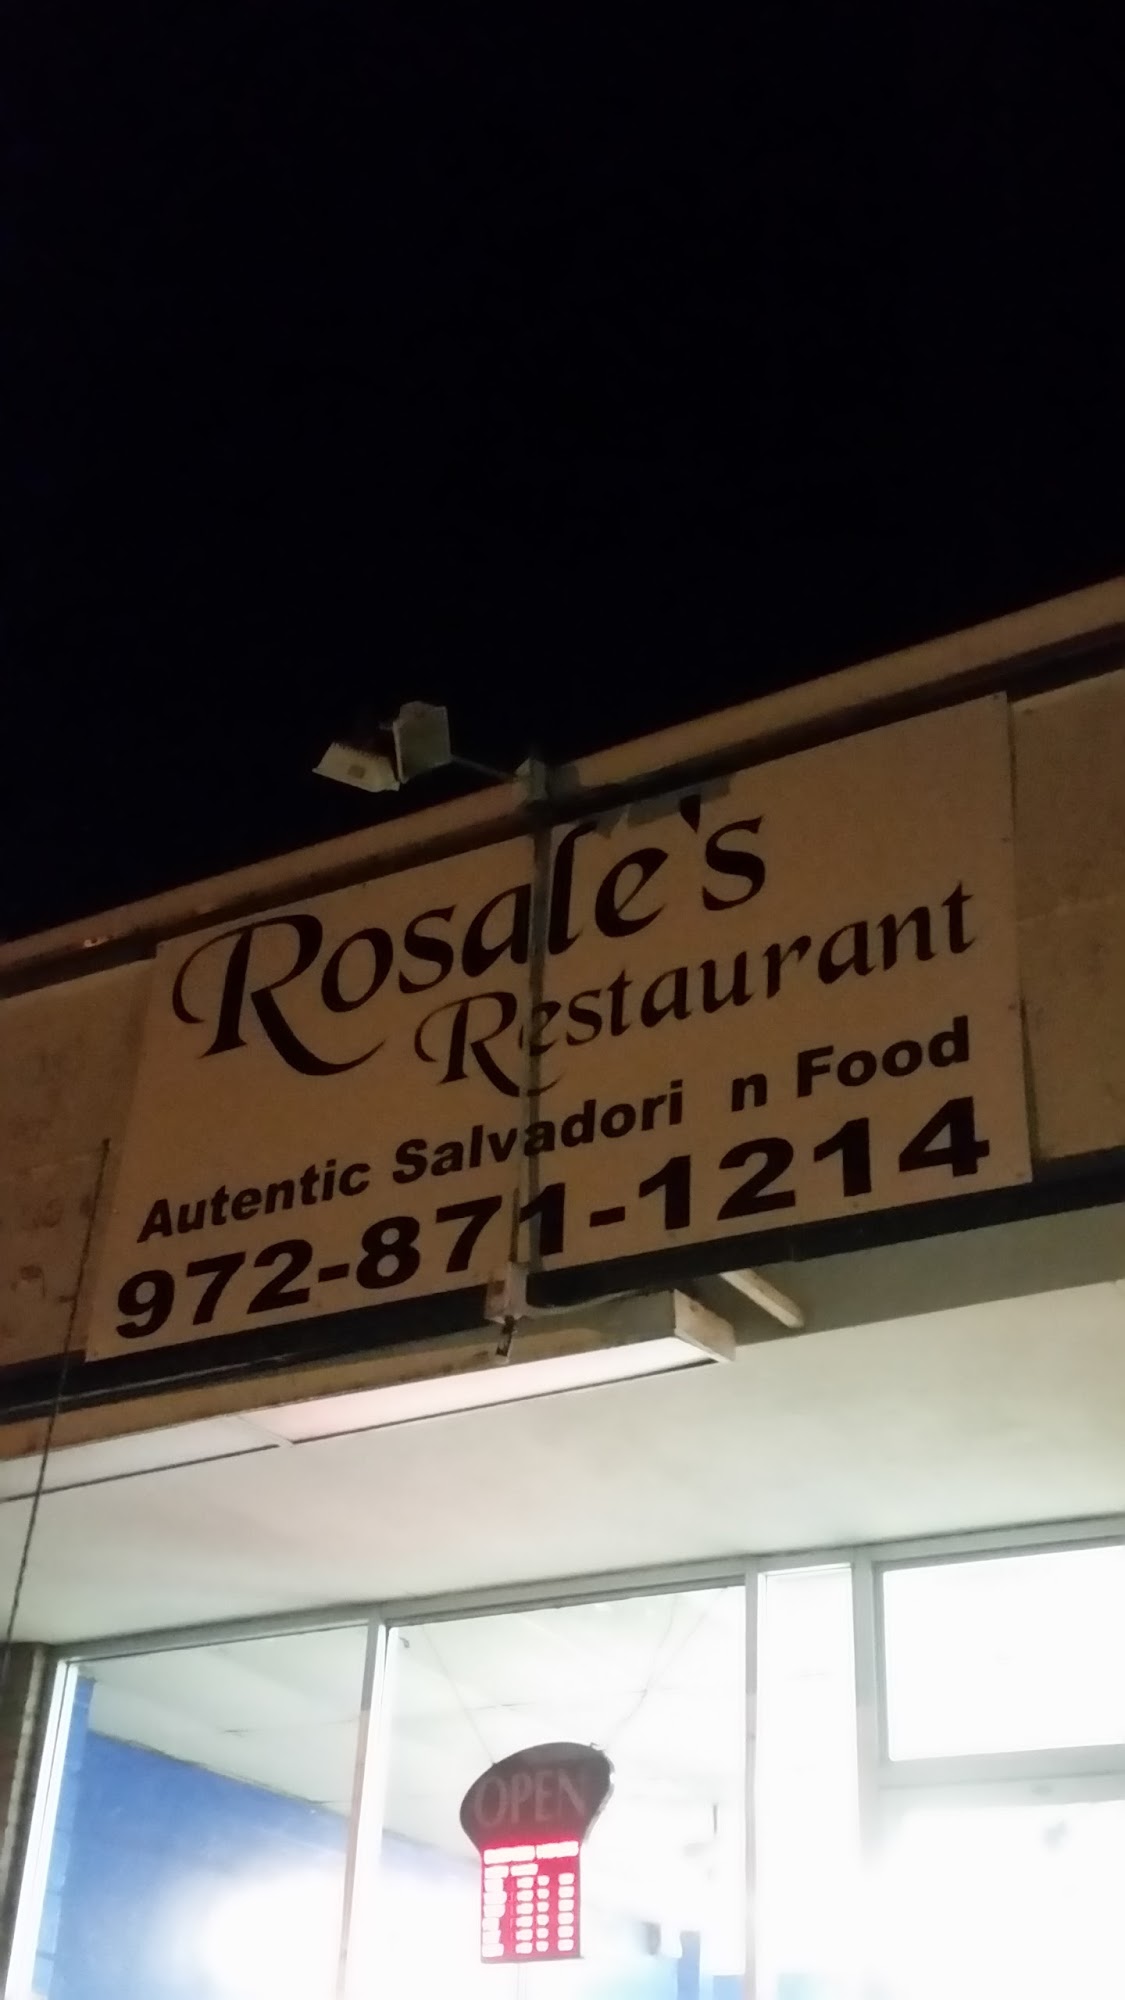 Rosale's
Restaurant
Autentic Salvadori n Food
972-871-1214
OPEN